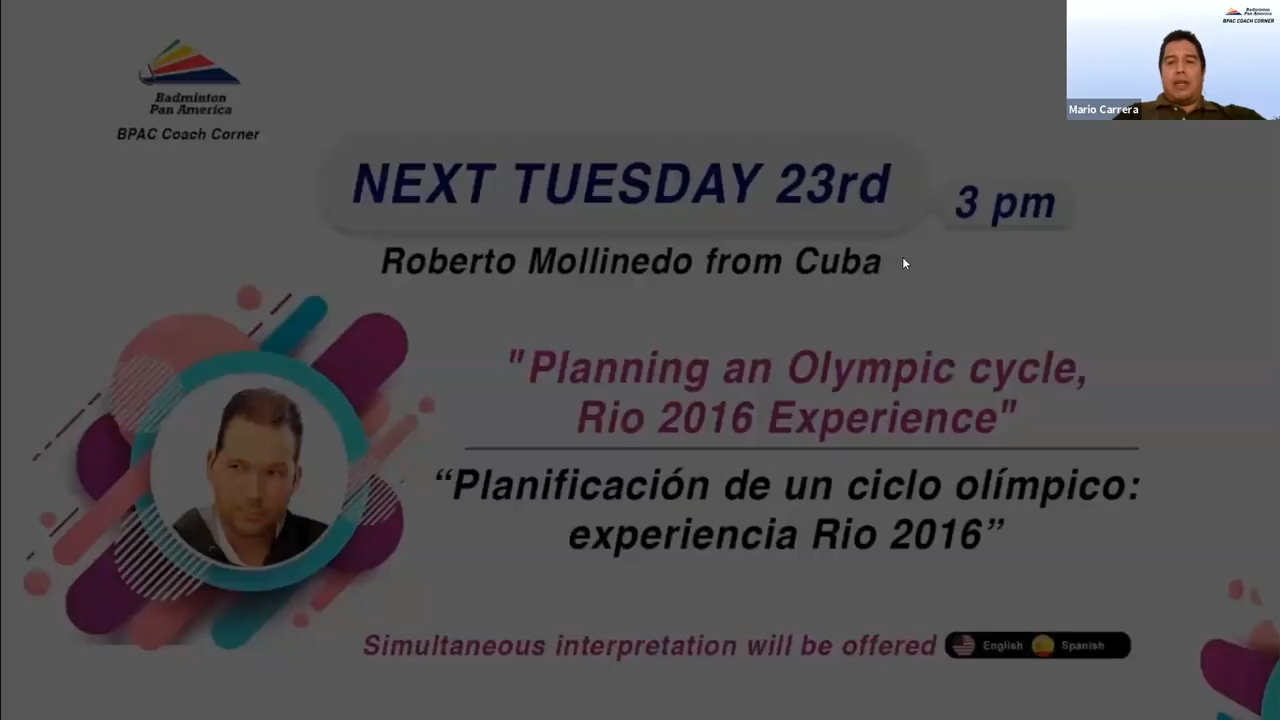 Badminton
Pan America
BPAC Coach Corner
Badminton
Pan America
BPAC COACH CORNER
Mario Carrera
NEXT TUESDAY 23rd
3 pm
Roberto Mollinedo from Cuba
"Planning an Olympic cycle,
Rio 2016 Experience"
“Planificación de un ciclo olímpico:
experiencia Rio 2016”
Simultaneous interpretation will be offered
English
Spanish